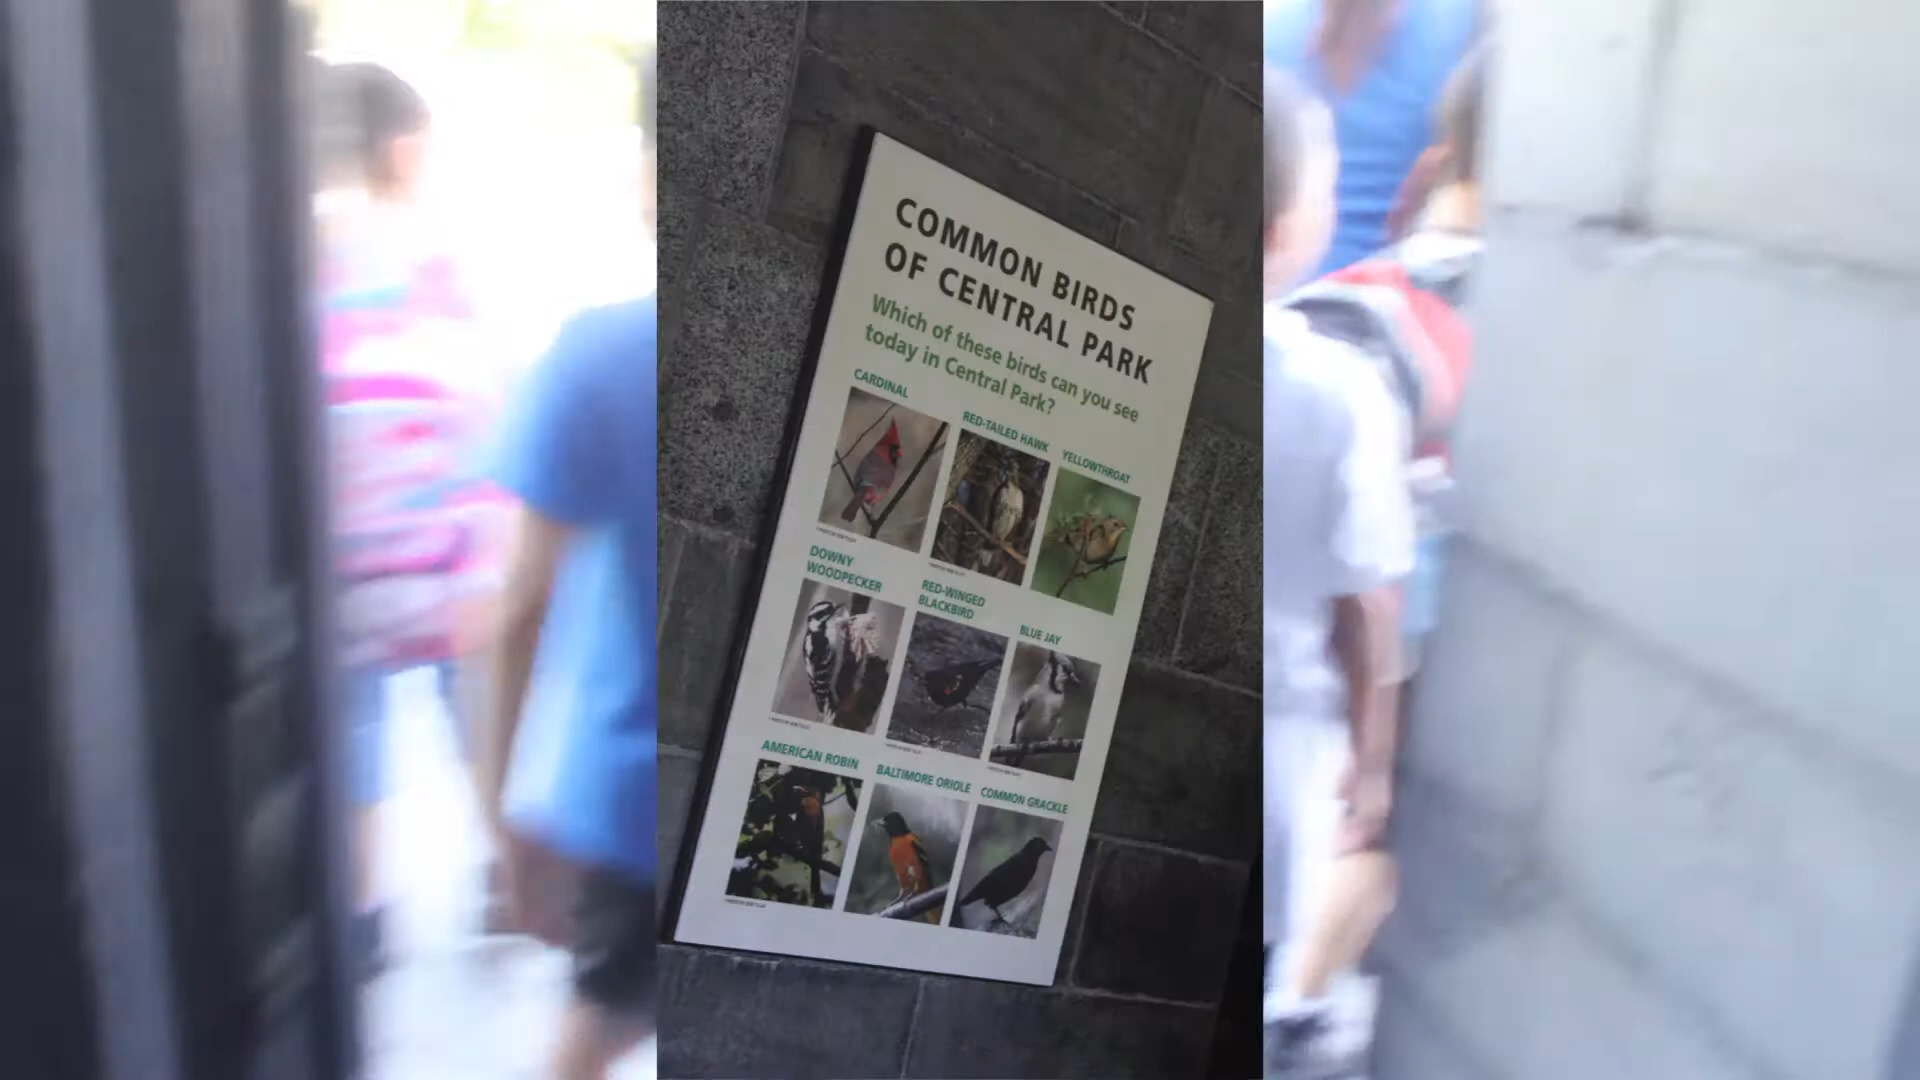 COMMON BIRDS
OF CENTRAL PARK
Which of these birds can you see
today in Central Park?
CARDINAL
RED-TAILED HAWK
YELLOWTHROAT
DOWNY
WOODPECKER
RED-WINGED
BLACKBIRD
BLUE JAY
AMERICAN ROBIN
BALTIMORE ORIOLE
COMMON GRACKLE